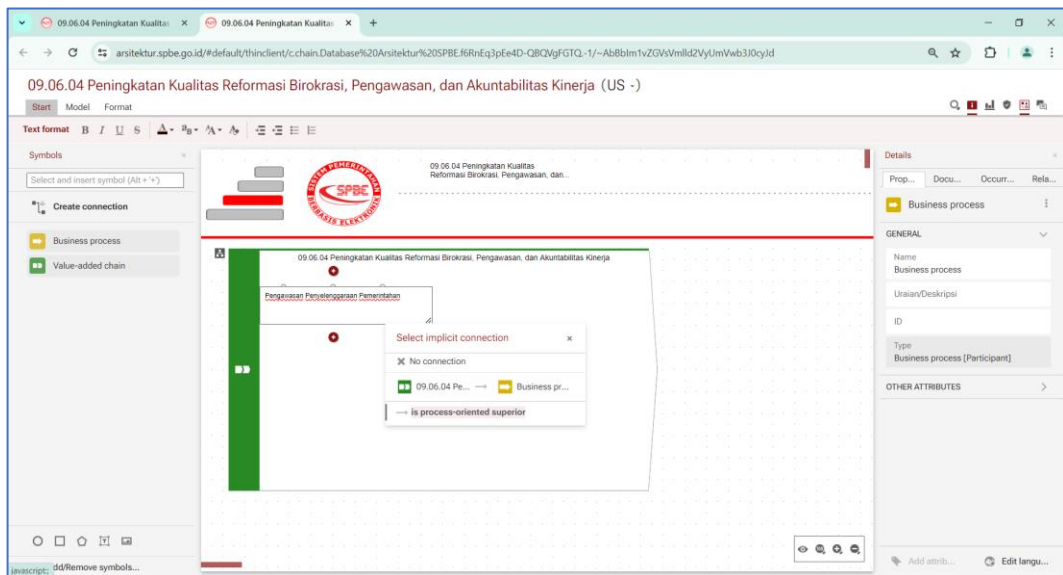 09.06.04 Peningkatan Kualitas
09.06.04 Peningkatan Kualitas
arsitektur.spbe.go.id/#default/thinclient/c.chain.Database%20Arsitektur%20SPBE.f6RnEq3pEe4D-QBQVgFGTQ.-1/~AbBbIm1vZGVsVmlld2VyUmVwb3J0cyJd
09.06.04 Peningkatan Kualitas Reformasi Birokrasi, Pengawasan, dan Akuntabilitas Kinerja (US -)
Start Model Format
Text format B I U S
Symbols
Select and insert symbol (Alt + '+')
Create connection
Business process
Value-added chain
dd/Remove symbols...
javascript:;
SISTEM PEMERINTAHAN
SPBE
BERBASIS ELEKTRONIK
09.06.04 Peningkatan Kualitas
Reformasi Birokrasi, Pengawasan, dan...
09.06.04 Peningkatan Kualitas Reformasi Birokrasi, Pengawasan, dan Akuntabilitas Kinerja
Pengawasan Penyelenggaraan Pemerintahan
Select implicit connection
No connection
09.06.04 Pe... → Business pr...
→ is process-oriented superior
Details
Prop... Docu... Occurr... Rela...
Business process
GENERAL
Name
Business process
Uraian/Deskripsi
ID
Type
Business process [Participant]
OTHER ATTRIBUTES
Add attrib... Edit langu...